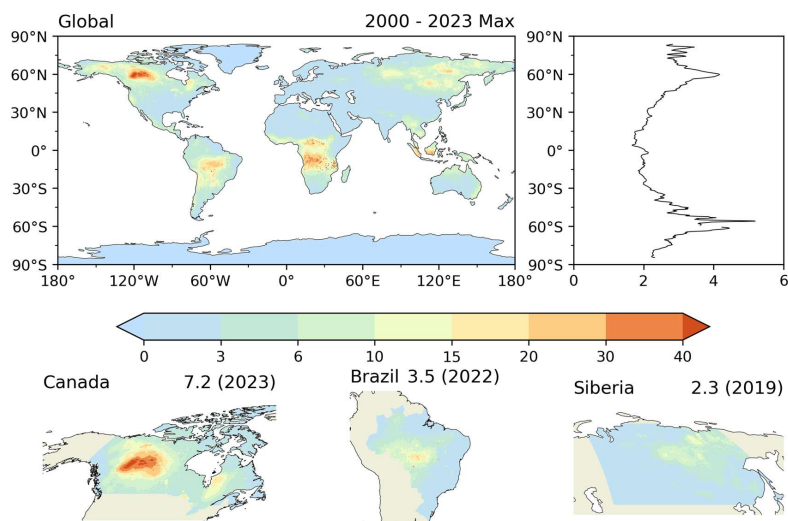 Global 2000 - 2023 Max
90°N
60°N
30°N
0°
30°S
60°S
90°S
180° 120°W 60°W 0° 60°E 120°E 180°
90°N
60°N
30°N
0°
30°S
60°S
90°S
0 2 4 6
0 3 6 10 15 20 30 40
Canada 7.2 (2023)
Brazil 3.5 (2022)
Siberia 2.3 (2019)